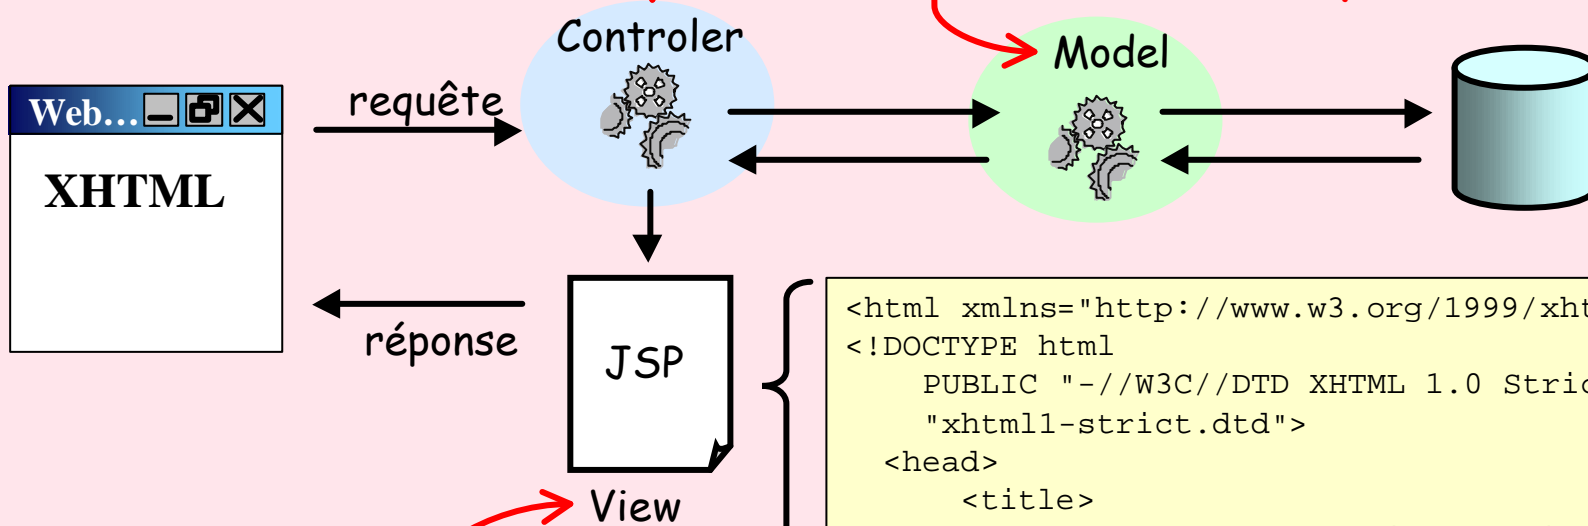 Controler
Model
Web...
requête
XHTML
réponse
JSP
View
<html xmlns="http://www.w3.org/1999/xht
<!DOCTYPE html
PUBLIC "-//W3C//DTD XHTML 1.0 Stric
"xhtml1-strict.dtd">
<head>
<title>